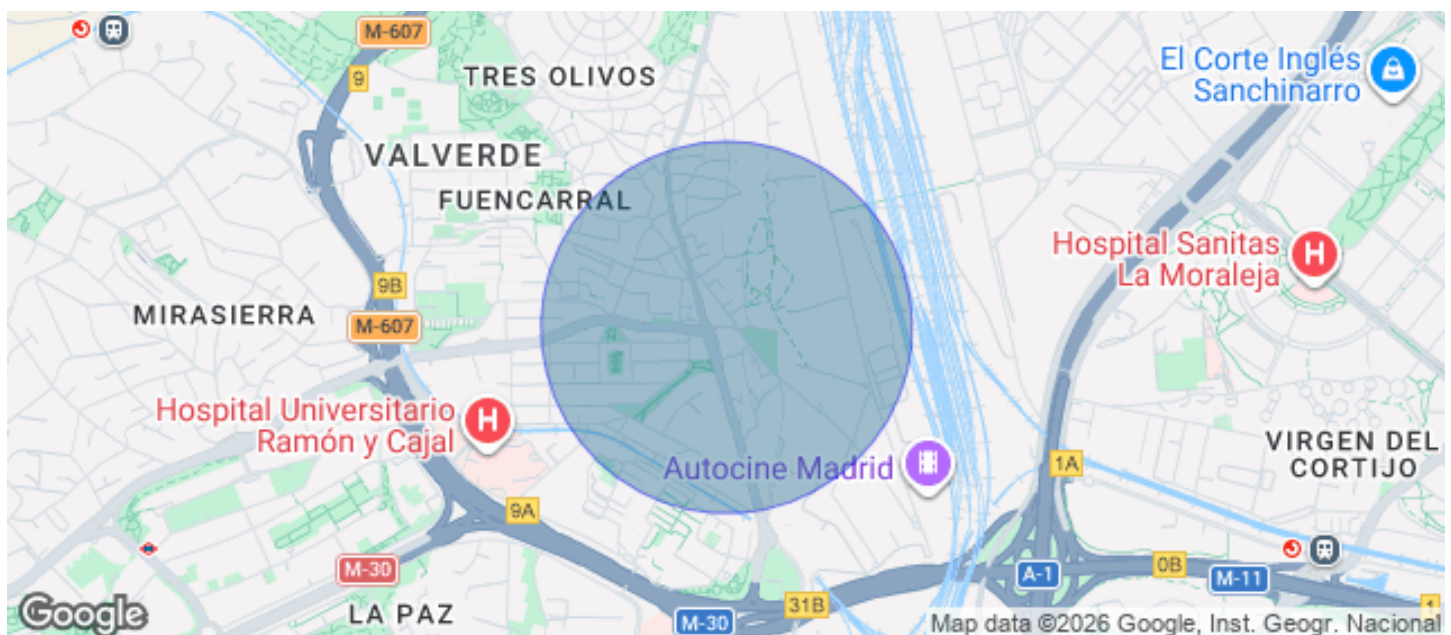 M-607
9
TRES OLIVOS
El Corte Inglés
Sanchinarro
VALVERDE
FUENCARRAL
Hospital Sanitas
La Moraleja
9B
MIRASIERRA
M-607
Hospital Universitario
Ramón y Cajal
H
H
VIRGEN DEL
CORTIJO
Autocine Madrid
1A
9A
M-30
A-1
0B
M-11
LA PAZ
M-30
31B
1
Google
Map data ©2026 Google, Inst. Geogr. Nacional